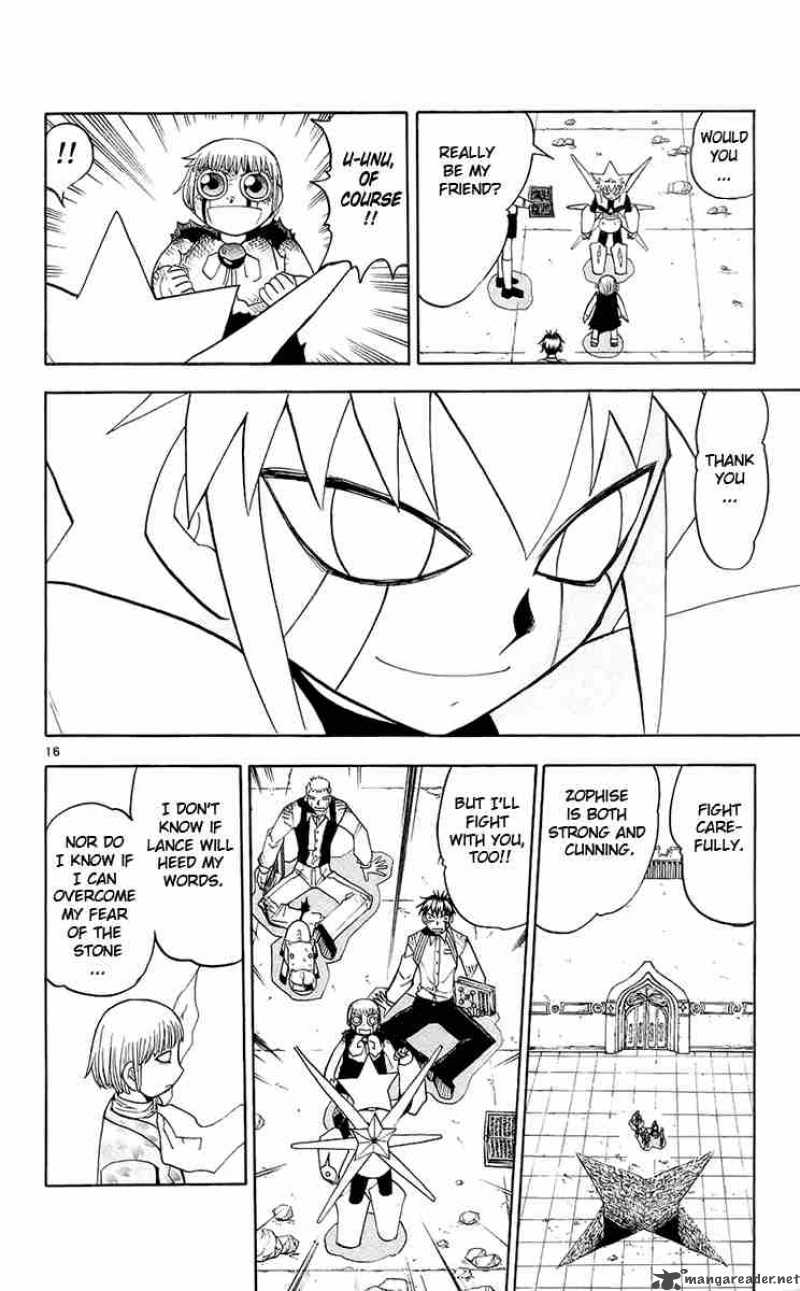 WOULD
YOU
...
REALLY
BE MY
FRIEND?
U-UNU,
OF
COURSE
!!
!!
THANK
YOU
...
16
FIGHT
CARE-
FULLY.
ZOPHISE
IS BOTH
STRONG AND
CUNNING.
BUT I'LL
FIGHT
WITH YOU,
TOO!!
I DON'T
KNOW IF
LANCE WILL
HEED MY
WORDS.
NOR DO
I KNOW IF
I CAN
OVERCOME
MY FEAR
OF THE
STONE
...
mangareader.net